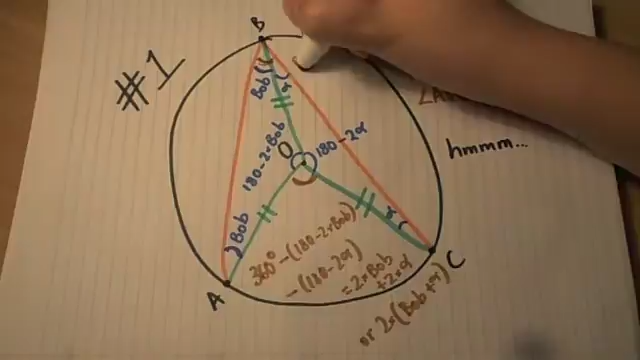 #1
B
Bob
α
∠A
hmmm...
O
180-2×Bob
180-2α
Bob
α
360°-(180-2×Bob)
-(180-2α)
=2×Bob
+2×α
or 2×(Bob+α)
A
C